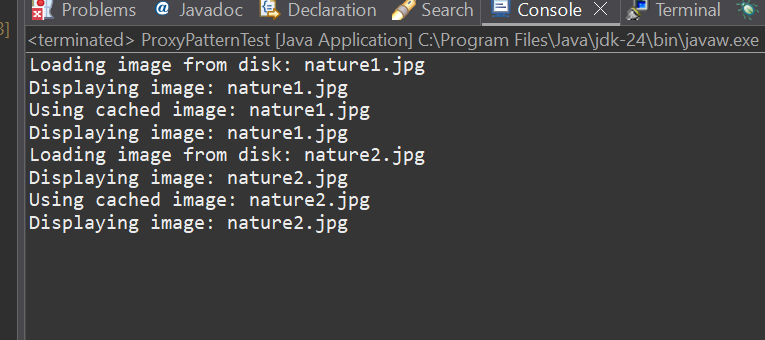 3]
Problems @ Javadoc Declaration Search Console Terminal
<terminated> ProxyPatternTest [Java Application] C:\Program Files\Java\jdk-24\bin\javaw.exe
Loading image from disk: nature1.jpg
Displaying image: nature1.jpg
Using cached image: nature1.jpg
Displaying image: nature1.jpg
Loading image from disk: nature2.jpg
Displaying image: nature2.jpg
Using cached image: nature2.jpg
Displaying image: nature2.jpg